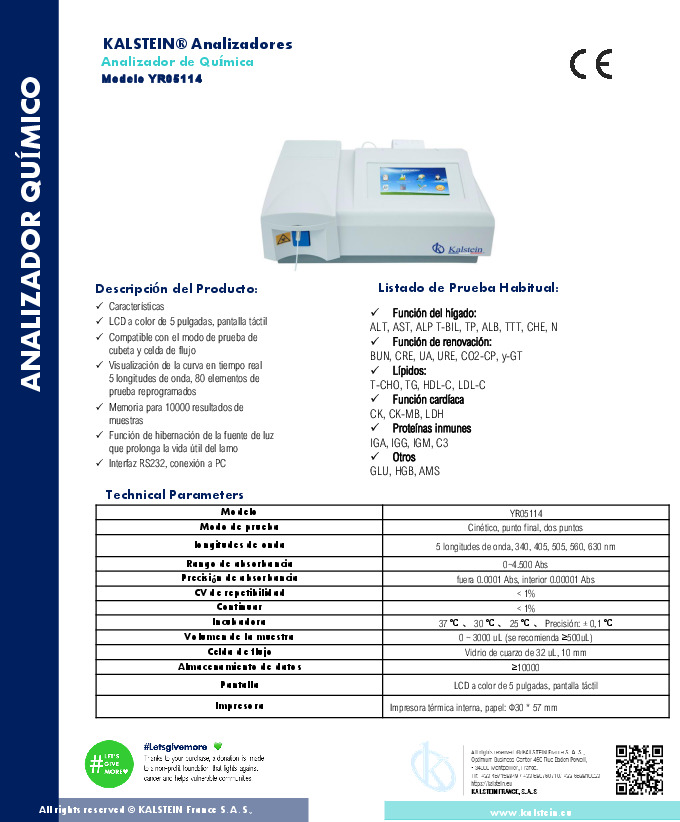 ANALIZADOR QUÍMICO
KALSTEIN® Analizadores
Analizador de Química
Modelo YR05114
CE
Kalstein
Descripción del Producto:
✓ Características
✓ LCD a color de 5 pulgadas, pantalla táctil
✓ Compatible con el modo de prueba de
cubeta y celda de flujo
✓ Visualización de la curva en tiempo real
5 longitudes de onda, 80 elementos de
prueba reprogramados
✓ Memoria para 10000 resultados de
muestras
✓ Función de hibernación de la fuente de luz
que prolonga la vida útil del lamo
✓ Interfaz RS232, conexión a PC
Listado de Prueba Habitual:
✓ Función del hígado:
ALT, AST, ALP T-BIL, TP, ALB, TTT, CHE, N
✓ Función de renovación:
BUN, CRE, UA, URE, CO2-CP, y-GT
✓ Lípidos:
T-CHO, TG, HDL-C, LDL-C
✓ Función cardíaca
CK, CK-MB, LDH
✓ Proteínas inmunes
IGA, IGG, IGM, C3
✓ Otros
GLU, HGB, AMS
Technical Parameters
Modelo YR05114
Modo de prueba Cinético, punto final, dos puntos
longitudes de onda 5 longitudes de onda, 340, 405, 505, 560, 630 nm
Rango de absorbancia 0~4.500 Abs
Precisión de absorbancia fuera 0.0001 Abs, interior 0.00001 Abs
CV de repetibilidad < 1%
Continuar < 1%
Incubadora 37 ℃ 、 30 ℃ 、 25 ℃ 、 Precisión: ± 0,1 ℃
Volumen de la muestra 0 ~ 3000 uL (se recomienda ≥500uL)
Celda de flujo Vidrio de cuarzo de 32 uL, 10 mm
Almacenamiento de datos ≥10000
Pantalla LCD a color de 5 pulgadas, pantalla táctil
Impresora Impresora térmica interna, papel: Φ30 * 57 mm
# LET'S
GIVE
MORE
#Letsgivemore
Thanks to your purchase, a donation is made
to a non-profit foundation that fights against
cancer and helps vulnerable communities
All rights reserved © KALSTEIN France S. A. S.,
https://kalstein.eu
KALSTEIN FRANCE, S.A.S
All rights reserved © KALSTEIN France S. A. S.,
www.kalstein.eu